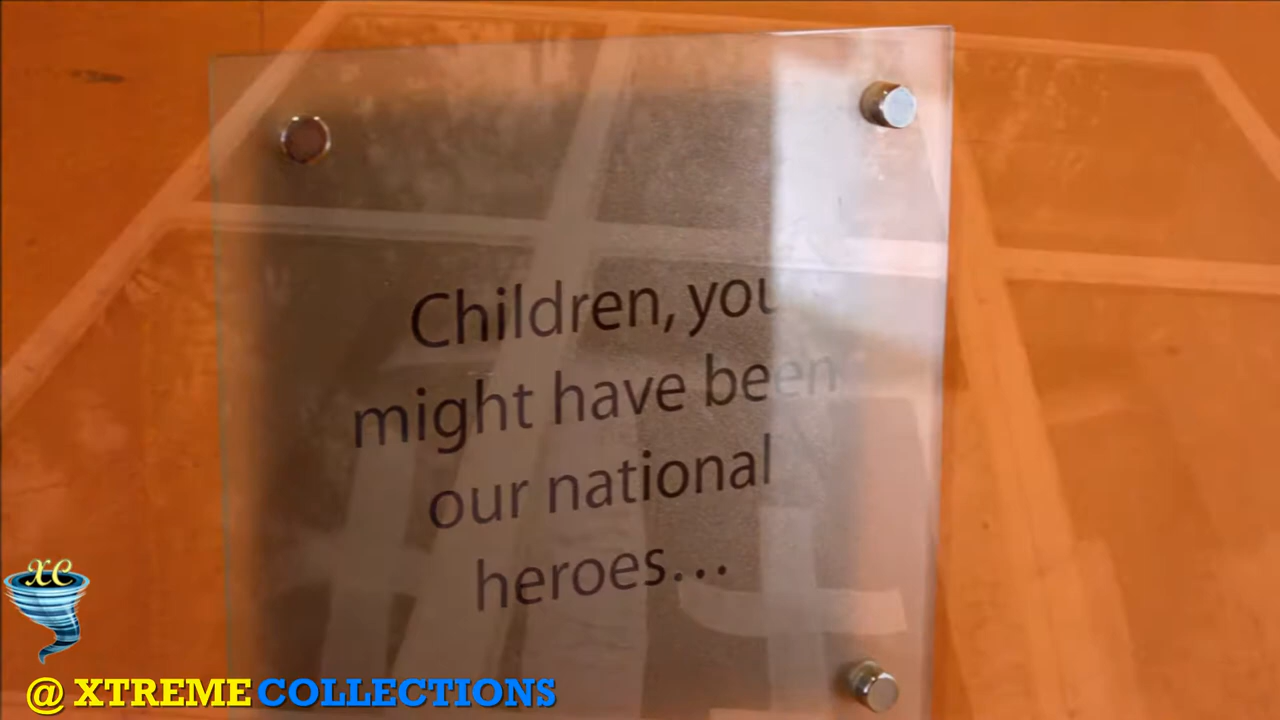 Children, you
might have been
our national
heroes...
XC
@ XTREME COLLECTIONS